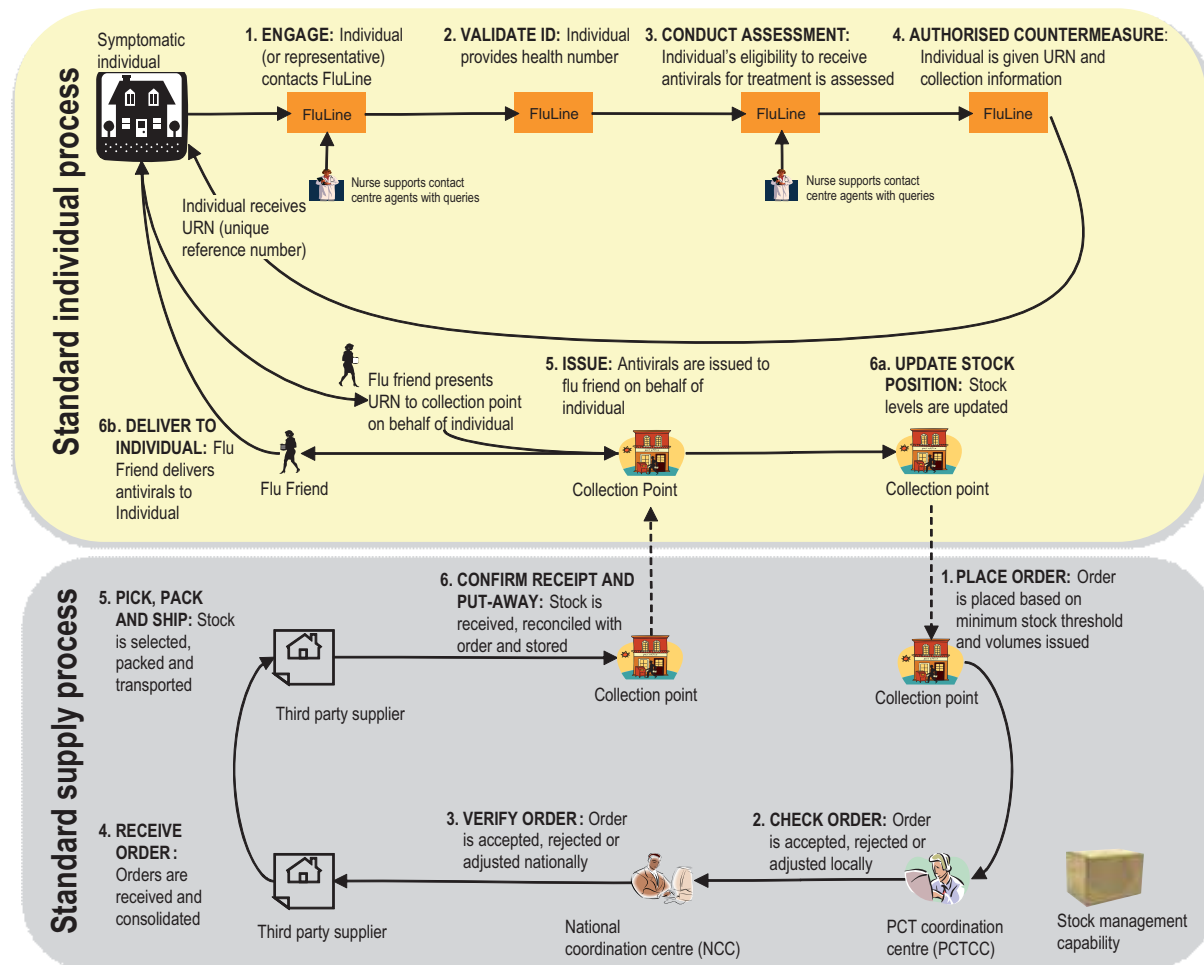 Standard individual process
Symptomatic
individual
1. ENGAGE: Individual
(or representative)
contacts FluLine
2. VALIDATE ID: Individual
provides health number
3. CONDUCT ASSESSMENT:
Individual’s eligibility to receive
antivirals for treatment is assessed
4. AUTHORISED COUNTERMEASURE:
Individual is given URN and
collection information
FluLine
FluLine
FluLine
FluLine
Nurse supports contact
centre agents with queries
Nurse supports contact
centre agents with queries
Individual receives
URN (unique
reference number)
Flu friend presents
URN to collection point
on behalf of individual
5. ISSUE: Antivirals are issued to
flu friend on behalf of
individual
6a. UPDATE STOCK
POSITION: Stock
levels are updated
6b. DELIVER TO
INDIVIDUAL: Flu
Friend delivers
antivirals to
Individual
Flu Friend
Collection Point
Collection point
Standard supply process
5. PICK, PACK
AND SHIP: Stock
is selected,
packed and
transported
Third party supplier
6. CONFIRM RECEIPT AND
PUT-AWAY: Stock is
received, reconciled with
order and stored
Collection point
1. PLACE ORDER: Order
is placed based on
minimum stock threshold
and volumes issued
Collection point
4. RECEIVE
ORDER:
Orders are
received and
consolidated
Third party supplier
3. VERIFY ORDER: Order
is accepted, rejected or
adjusted nationally
National
coordination centre (NCC)
2. CHECK ORDER: Order
is accepted, rejected or
adjusted locally
PCT coordination
centre (PCTCC)
Stock management
capability